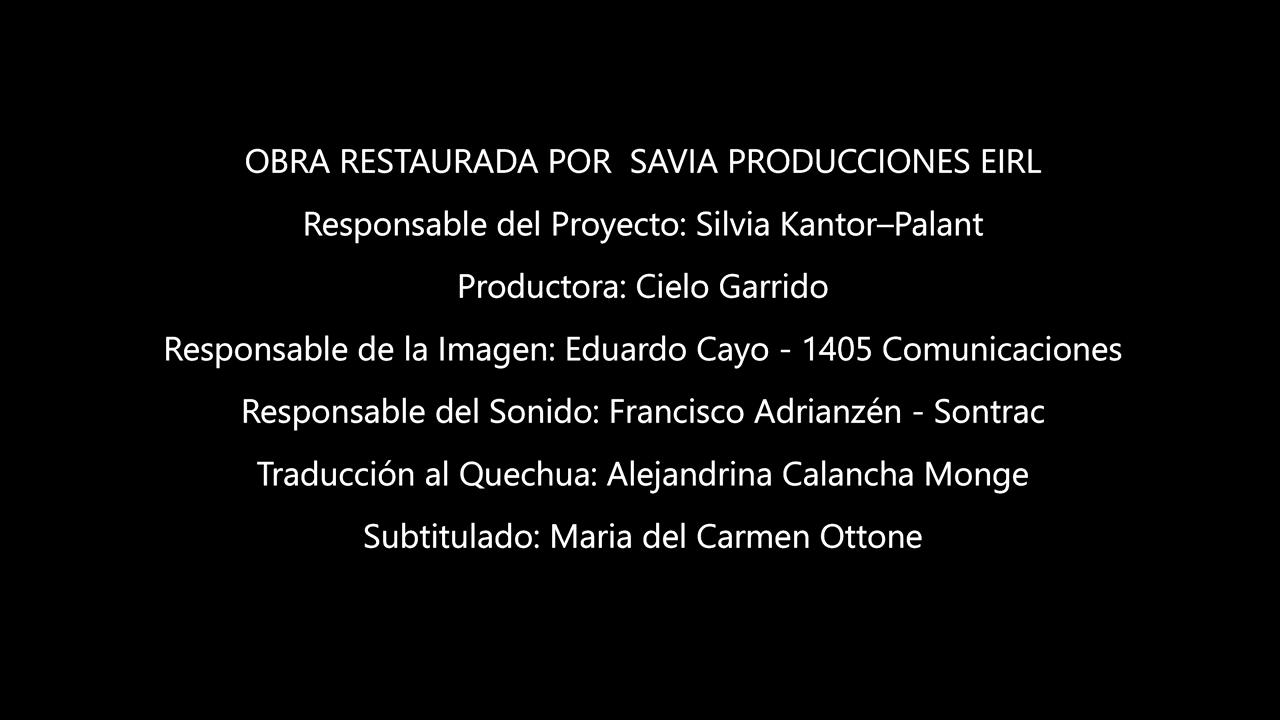 OBRA RESTAURADA POR  SAVIA PRODUCCIONES EIRL
Responsable del Proyecto: Silvia Kantor–Palant
Productora: Cielo Garrido
Responsable de la Imagen: Eduardo Cayo - 1405 Comunicaciones
Responsable del Sonido: Francisco Adrianzén - Sontrac
Traducción al Quechua: Alejandrina Calancha Monge
Subtitulado: Maria del Carmen Ottone